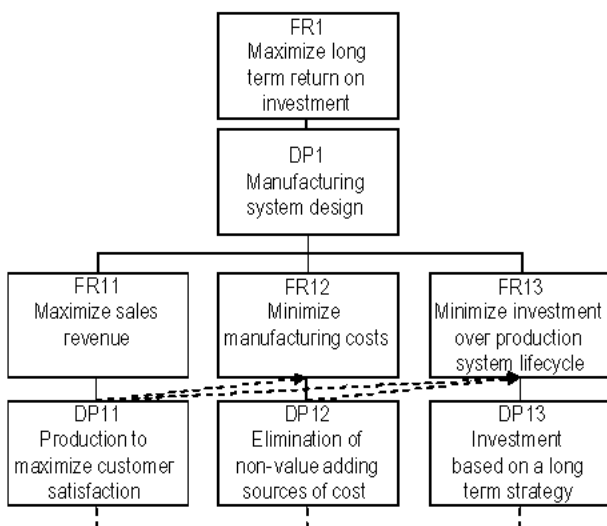 FR1
Maximize long
term return on
investment
DP1
Manufacturing
system design
FR11
Maximize sales
revenue
FR12
Minimize
manufacturing costs
FR13
Minimize investment
over production
system lifecycle
DP11
Production to
maximize customer
satisfaction
DP12
Elimination of
non-value adding
sources of cost
DP13
Investment
based on a long
term strategy